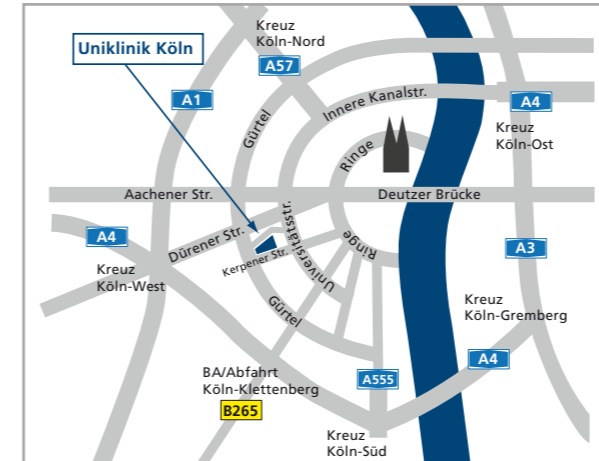 Kreuz
Köln-Nord
Uniklinik Köln
A57
A1
Innere Kanalstr.
A4
Gürtel
Kreuz
Köln-Ost
Ringe
Aachener Str.
Deutzer Brücke
A4
Dürener Str.
Universitätsstr.
Ringe
A3
Kreuz
Köln-West
Kerpener Str.
Gürtel
Kreuz
Köln-Gremberg
A4
BA/Abfahrt
Köln-Klettenberg
A555
B265
Kreuz
Köln-Süd